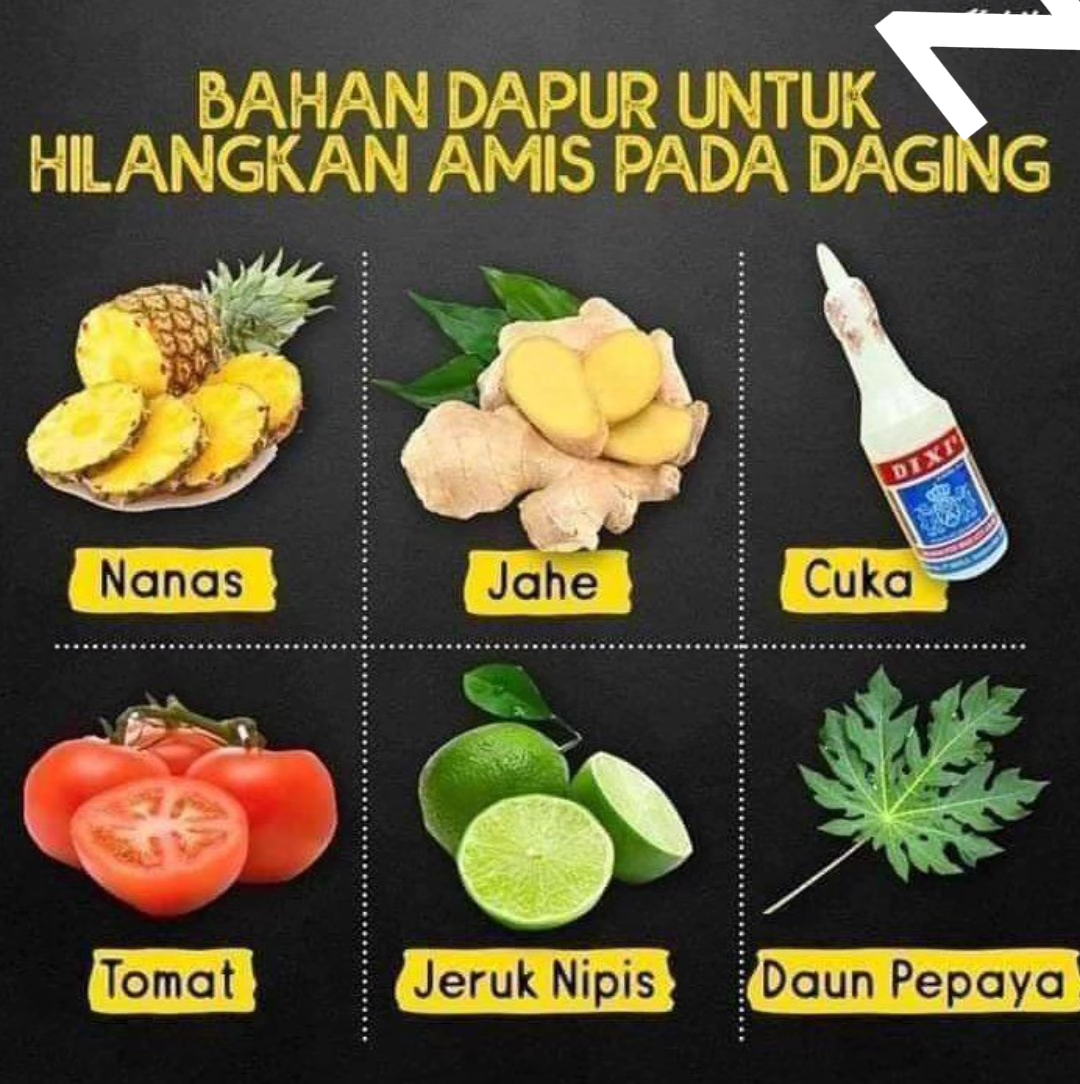 BAHAN DAPUR UNTUK
HILANGKAN AMIS PADA DAGING
DIXI
Nanas
Jahe
Cuka
Tomat
Jeruk Nipis
Daun Pepaya